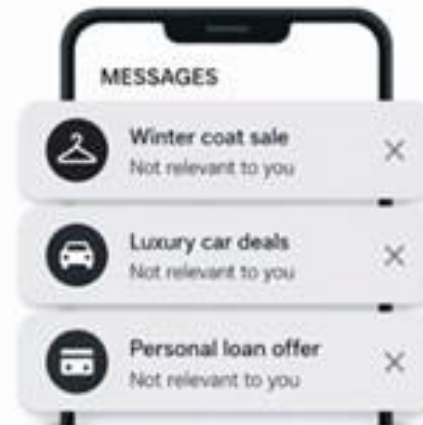 MESSAGES
Winter coat sale
Not relevant to you
Luxury car deals
Not relevant to you
Personal loan offer
Not relevant to you